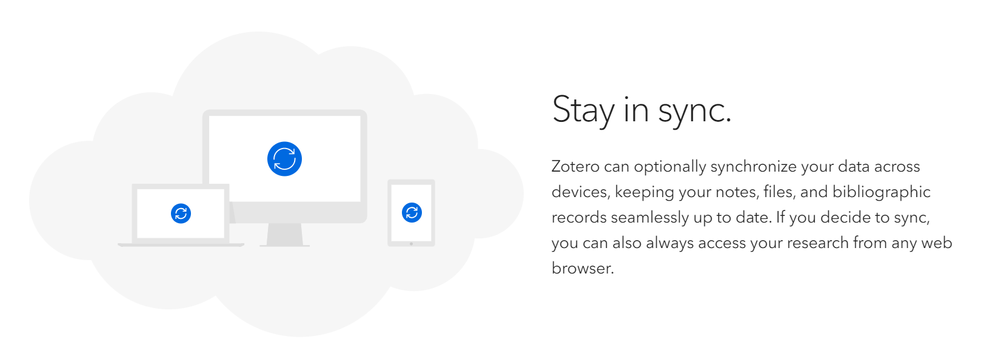 Stay in sync.
Zotero can optionally synchronize your data across
devices, keeping your notes, files, and bibliographic
records seamlessly up to date. If you decide to sync,
you can also always access your research from any web
browser.